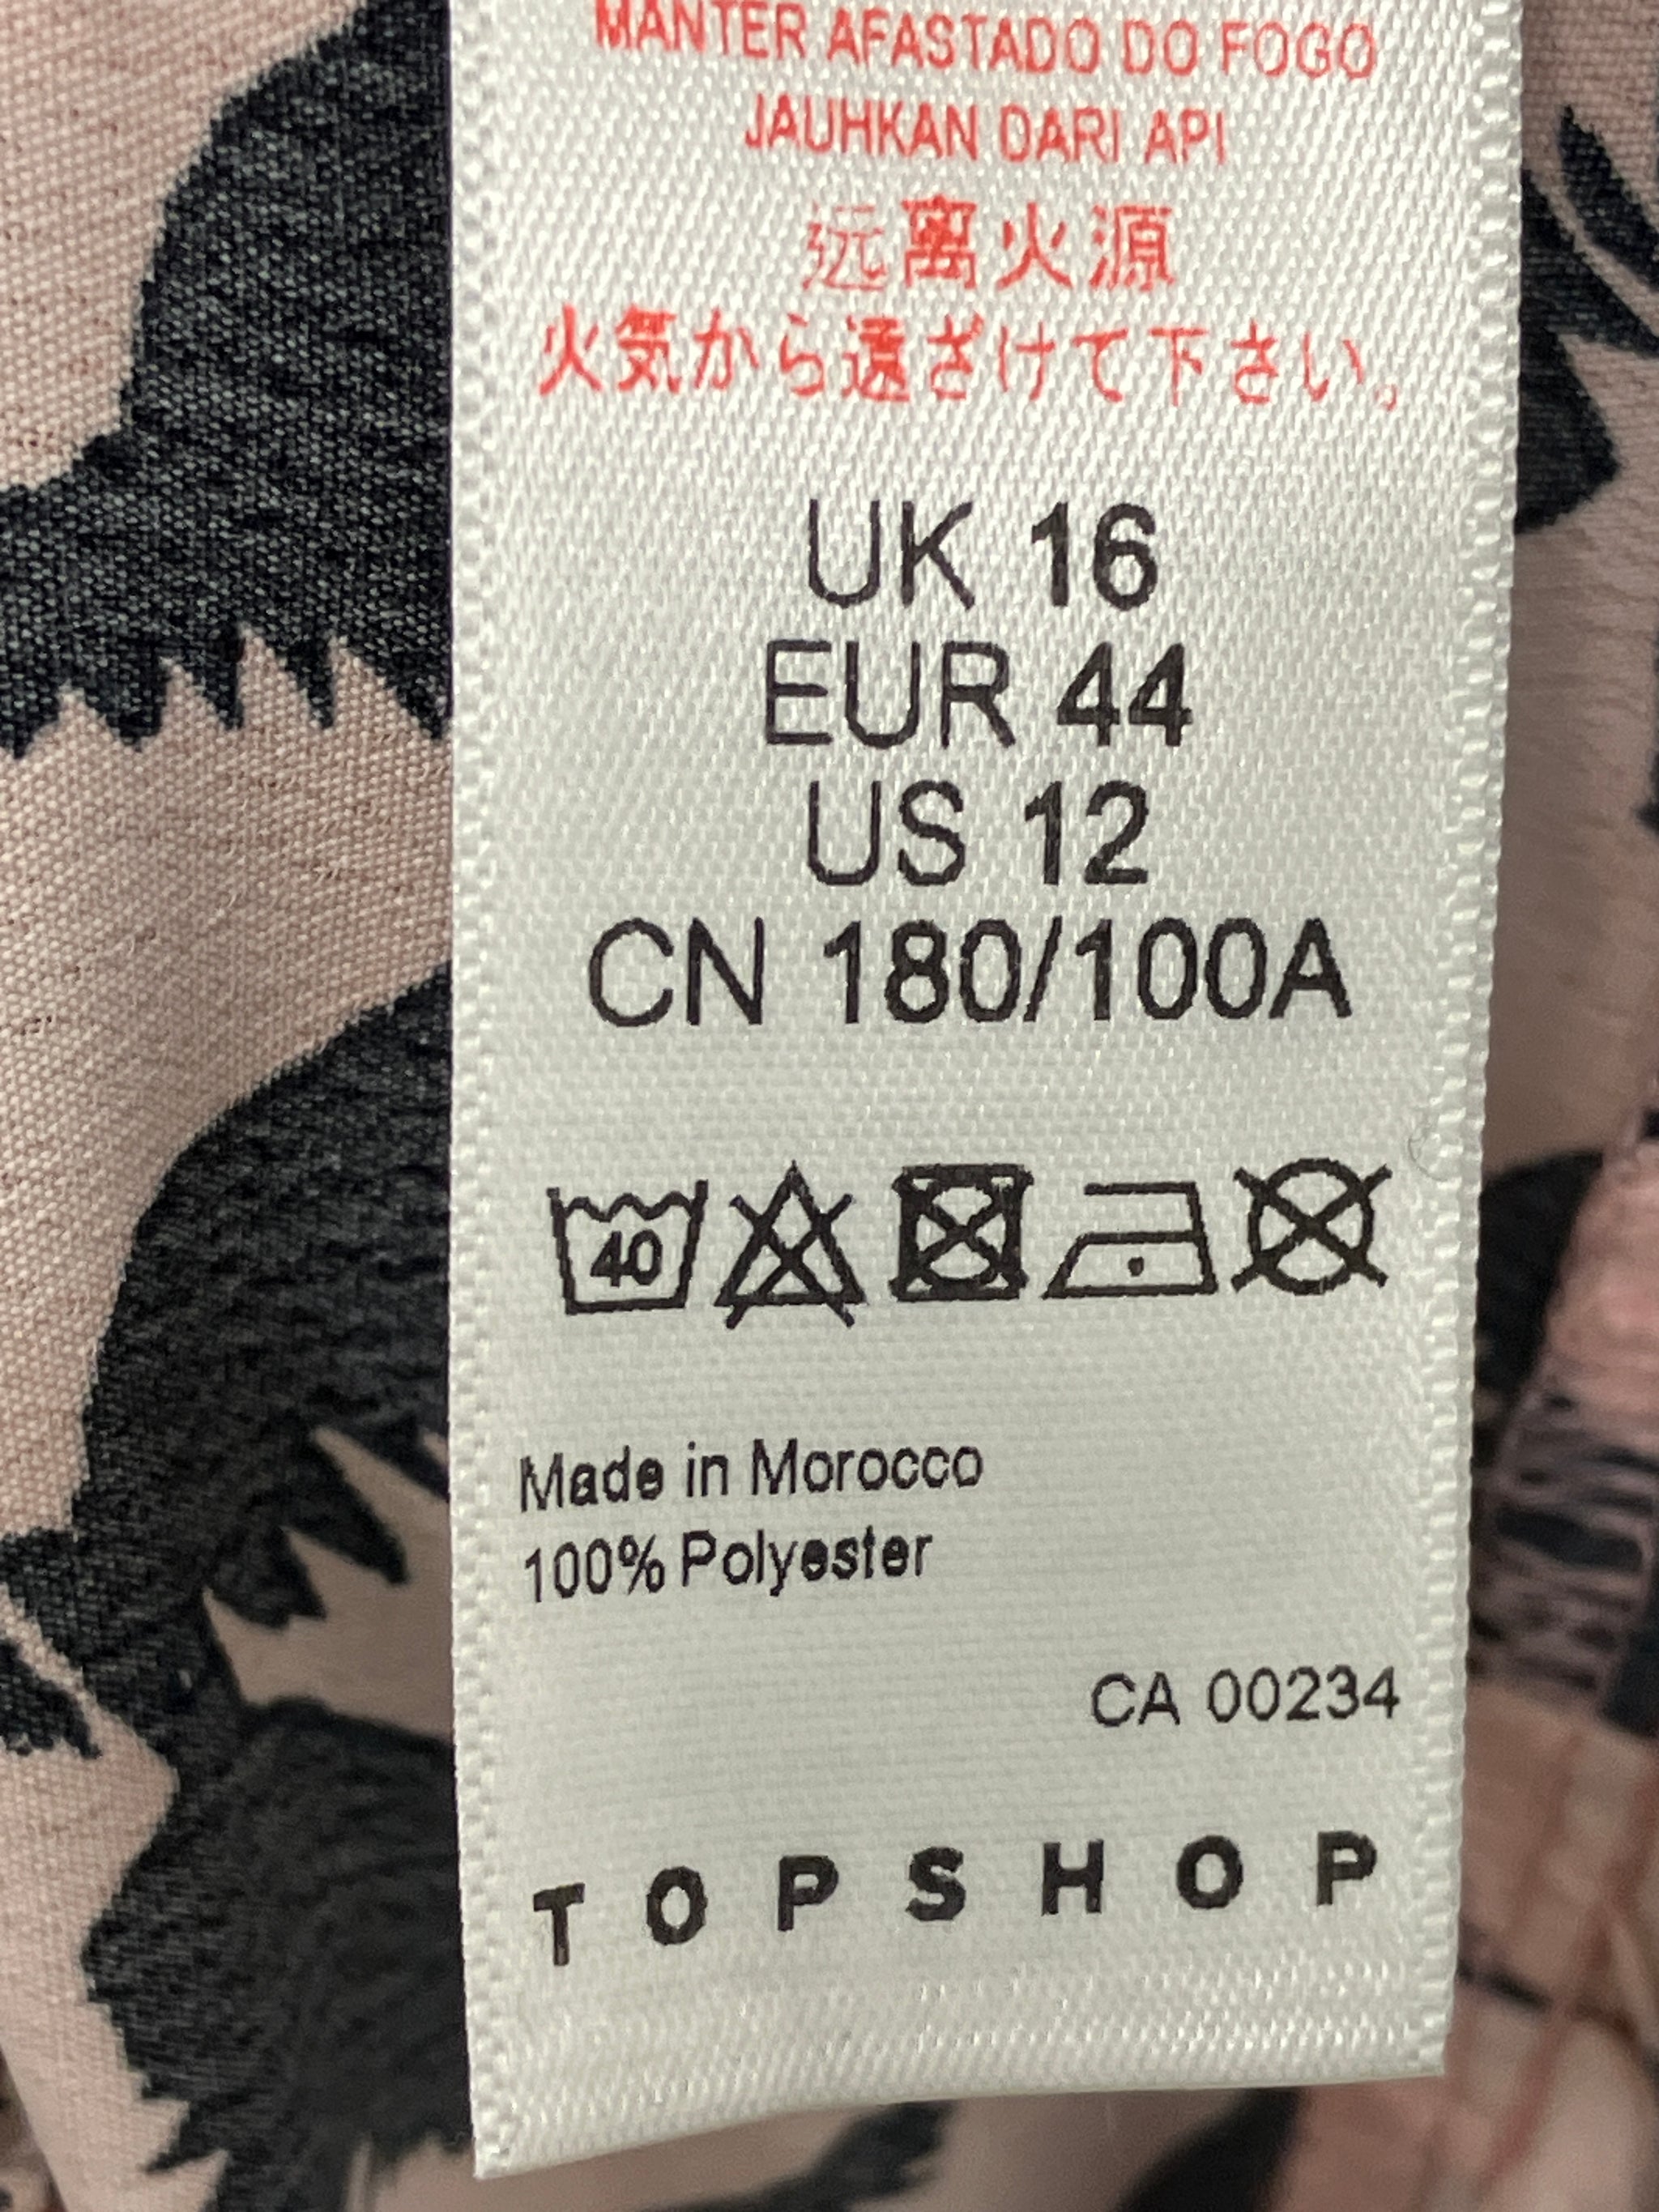 MANTER AFASTADO DO FOGO
JAUHKAN DARI API
远离火源
火気から遠ざけて下さい。
UK 16
EUR 44
US 12
CN 180/100A
40
Made in Morocco
100% Polyester
CA 00234
TOPSHOP